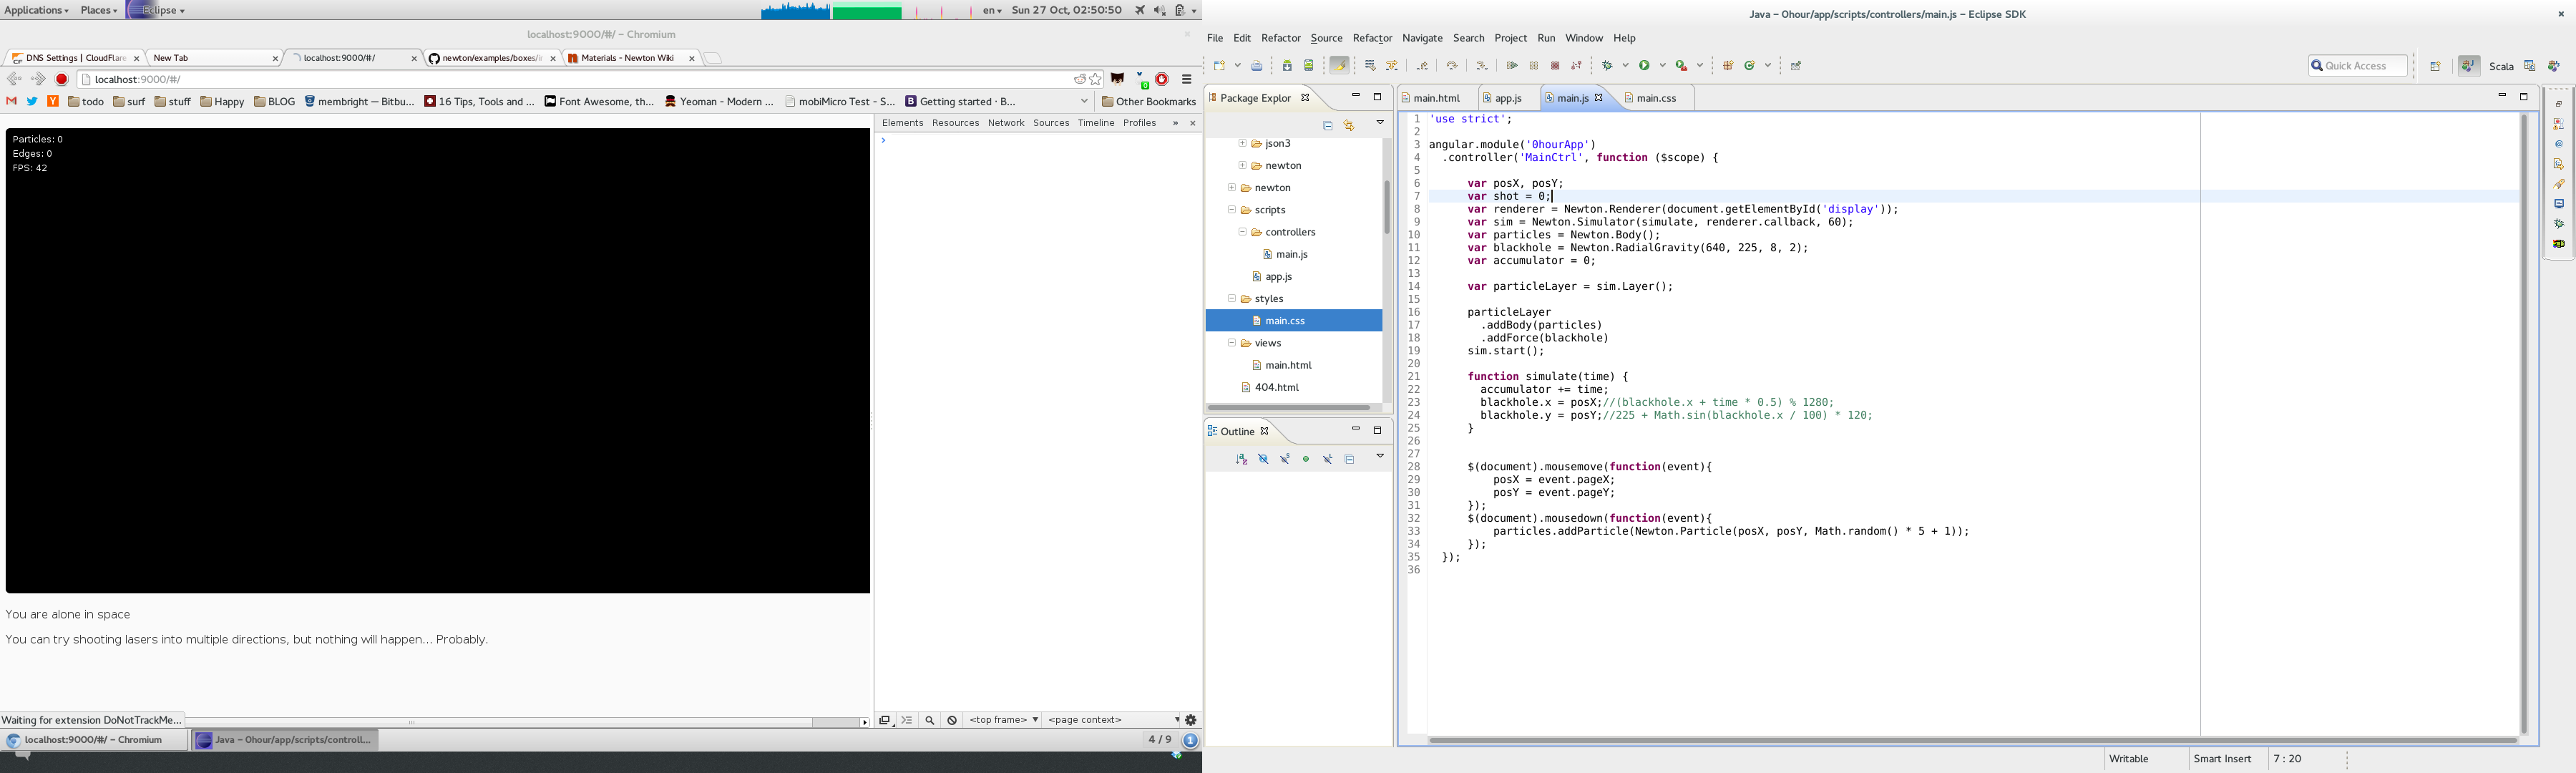 Applications
Places
Eclipse
en
Sun 27 Oct, 02:50:50
localhost:9000/#/ – Chromium
DNS Settings | CloudFlare
New Tab
localhost:9000/#/
newton/examples/boxes/ir
Materials - Newton Wiki
localhost:9000/#/
todo
surf
stuff
Happy
BLOG
membright — Bitbu...
16 Tips, Tools and ...
Font Awesome, th...
Yeoman - Modern ...
mobiMicro Test - S...
Getting started · B...
Other Bookmarks
Particles: 0
Edges: 0
FPS: 42
You are alone in space
You can try shooting lasers into multiple directions, but nothing will happen... Probably.
Elements Resources Network Sources Timeline Profiles »
<top frame>
<page context>
Waiting for extension DoNotTrackMe...
localhost:9000/#/ – Chromium
Java – 0hour/app/scripts/controll...
4 / 9
1
Java – 0hour/app/scripts/controllers/main.js – Eclipse SDK
File Edit Refactor Source Refactor Navigate Search Project Run Window Help
Quick Access
Scala
Package Explor
json3
newton
newton
scripts
controllers
main.js
app.js
styles
main.css
views
main.html
404.html
Outline
main.html
app.js
main.js
main.css
1 'use strict';
2
3 angular.module('0hourApp')
4 .controller('MainCtrl', function ($scope) {
5
6 var posX, posY;
7 var shot = 0;
8 var renderer = Newton.Renderer(document.getElementById('display'));
9 var sim = Newton.Simulator(simulate, renderer.callback, 60);
10 var particles = Newton.Body();
11 var blackhole = Newton.RadialGravity(640, 225, 8, 2);
12 var accumulator = 0;
13
14 var particleLayer = sim.Layer();
15
16 particleLayer
17 .addBody(particles)
18 .addForce(blackhole)
19 sim.start();
20
21 function simulate(time) {
22 accumulator += time;
23 blackhole.x = posX;//(blackhole.x + time * 0.5) % 1280;
24 blackhole.y = posY;//225 + Math.sin(blackhole.x / 100) * 120;
25 }
26
27
28 $(document).mousemove(function(event){
29 posX = event.pageX;
30 posY = event.pageY;
31 });
32 $(document).mousedown(function(event){
33 particles.addParticle(Newton.Particle(posX, posY, Math.random() * 5 + 1));
34 });
35 });
36
Writable
Smart Insert
7 : 20